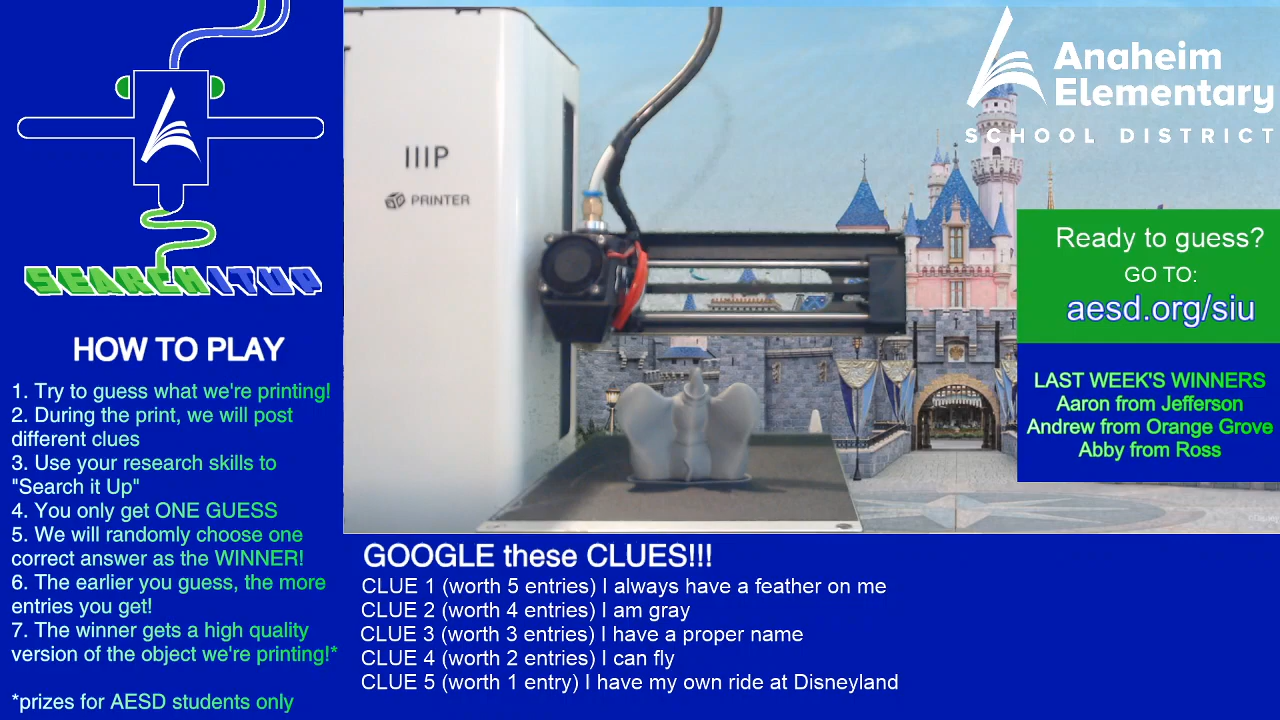 SEARCHITUP
HOW TO PLAY
1. Try to guess what we're printing!
2. During the print, we will post
different clues
3. Use your research skills to
"Search it Up"
4. You only get ONE GUESS
5. We will randomly choose one
correct answer as the WINNER!
6. The earlier you guess, the more
entries you get!
7. The winner gets a high quality
version of the object we're printing!*
*prizes for AESD students only
IIIP
PRINTER
Anaheim
Elementary
SCHOOL DISTRICT
Ready to guess?
GO TO:
aesd.org/siu
LAST WEEK'S WINNERS
Aaron from Jefferson
Andrew from Orange Grove
Abby from Ross
GOOGLE these CLUES!!!
CLUE 1 (worth 5 entries) I always have a feather on me
CLUE 2 (worth 4 entries) I am gray
CLUE 3 (worth 3 entries) I have a proper name
CLUE 4 (worth 2 entries) I can fly
CLUE 5 (worth 1 entry) I have my own ride at Disneyland